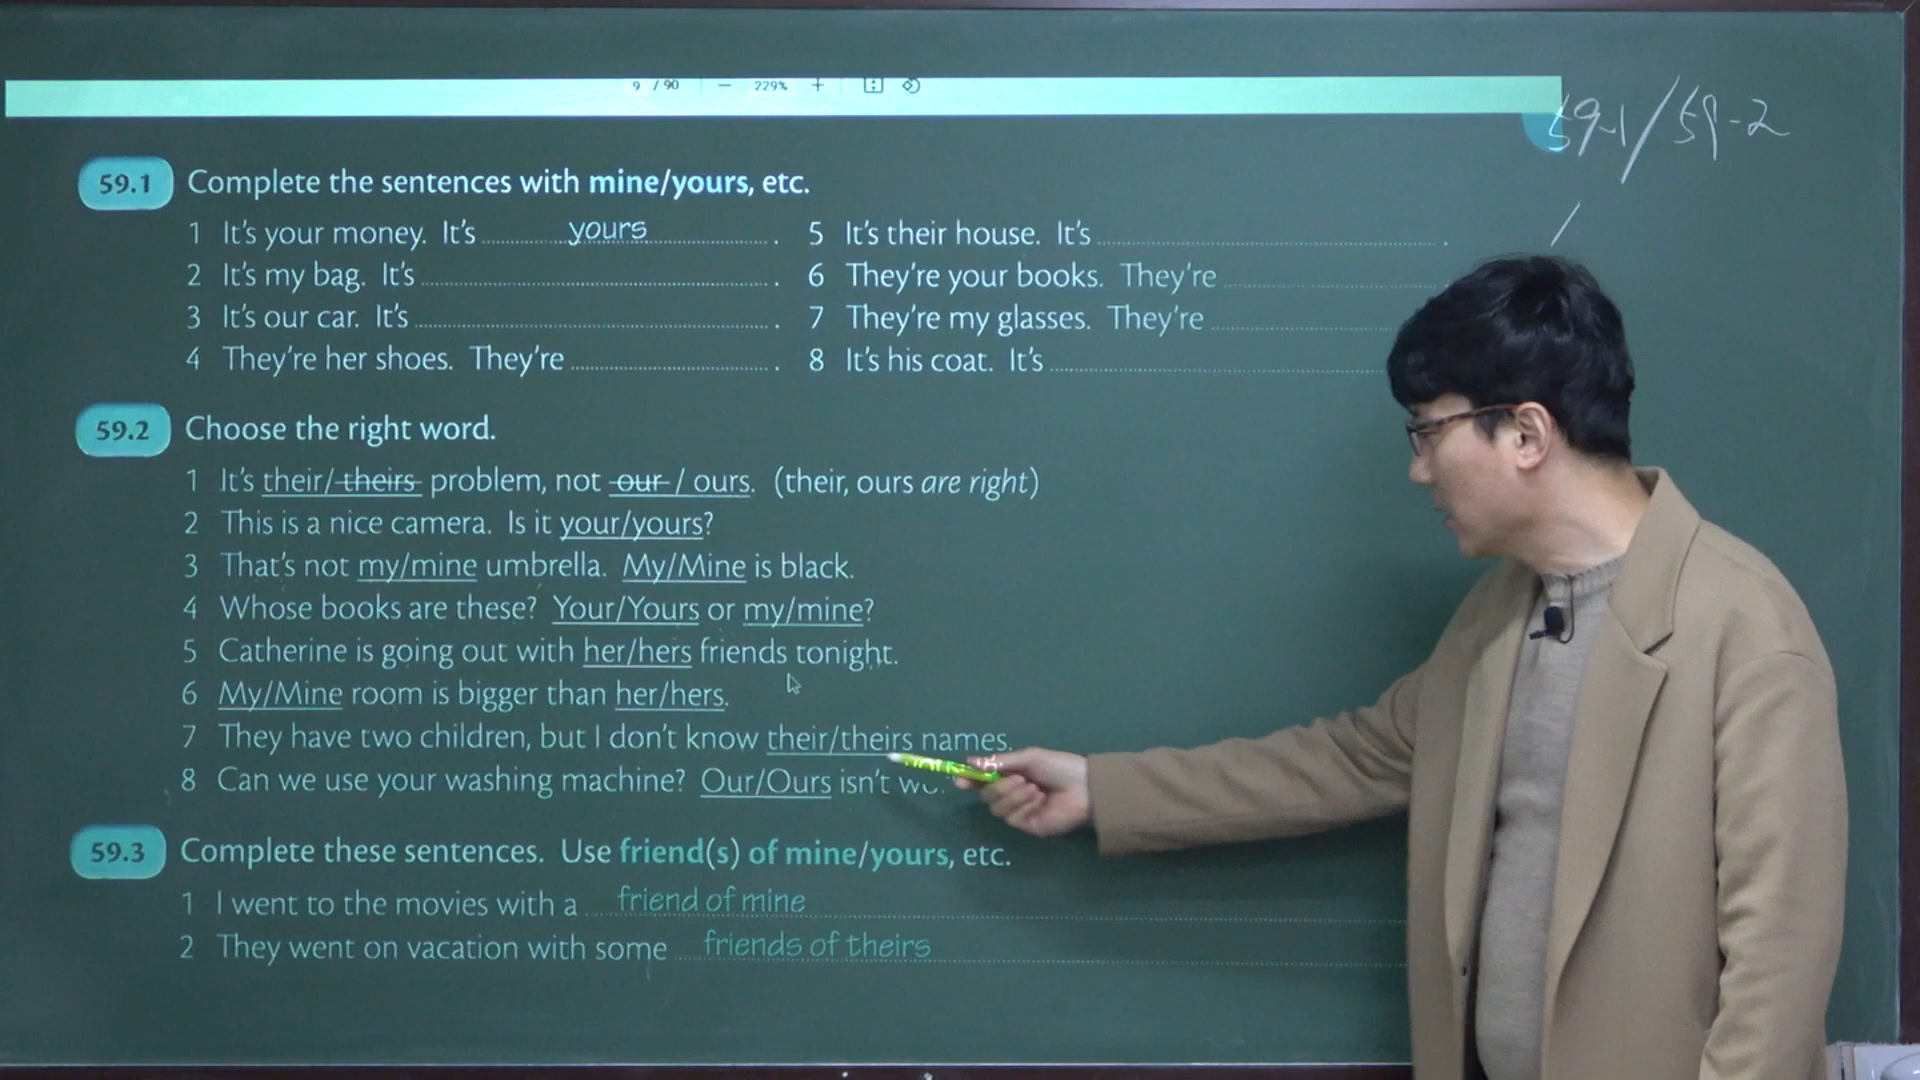 9 / 90 − 229% +
59-1 / 59-2
59.1 Complete the sentences with mine/yours, etc.
1 It's your money. It's yours.
2 It's my bag. It's .
3 It's our car. It's .
4 They're her shoes. They're .
5 It's their house. It's .
6 They're your books. They're .
7 They're my glasses. They're
8 It's his coat. It's
59.2 Choose the right word.
1 It's their/theirs problem, not our / ours. (their, ours are right)
2 This is a nice camera. Is it your/yours?
3 That's not my/mine umbrella. My/Mine is black.
4 Whose books are these? Your/Yours or my/mine?
5 Catherine is going out with her/hers friends tonight.
6 My/Mine room is bigger than her/hers.
7 They have two children, but I don't know their/theirs names.
8 Can we use your washing machine? Our/Ours isn't
59.3 Complete these sentences. Use friend(s) of mine/yours, etc.
1 I went to the movies with a friend of mine
2 They went on vacation with some friends of theirs